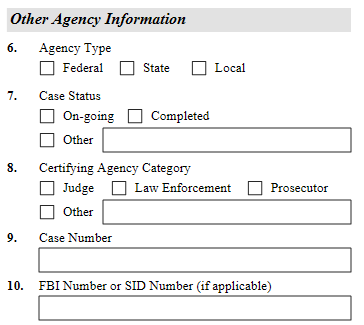 Other Agency Information
6. Agency Type
Federal State Local
7. Case Status
On-going Completed
Other
8. Certifying Agency Category
Judge Law Enforcement Prosecutor
Other
9. Case Number
10. FBI Number or SID Number (if applicable)